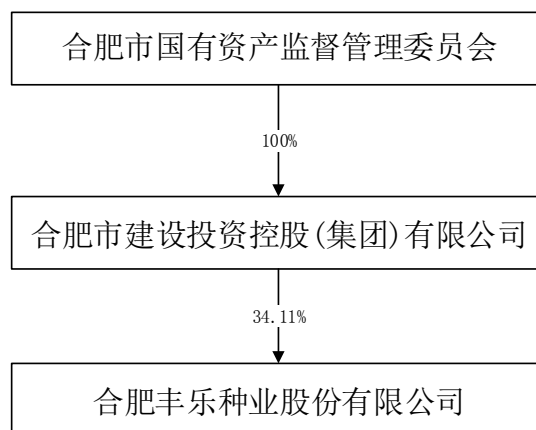 合肥市国有资产监督管理委员会
100%
合肥市建设投资控股(集团)有限公司
34.11%
合肥丰乐种业股份有限公司